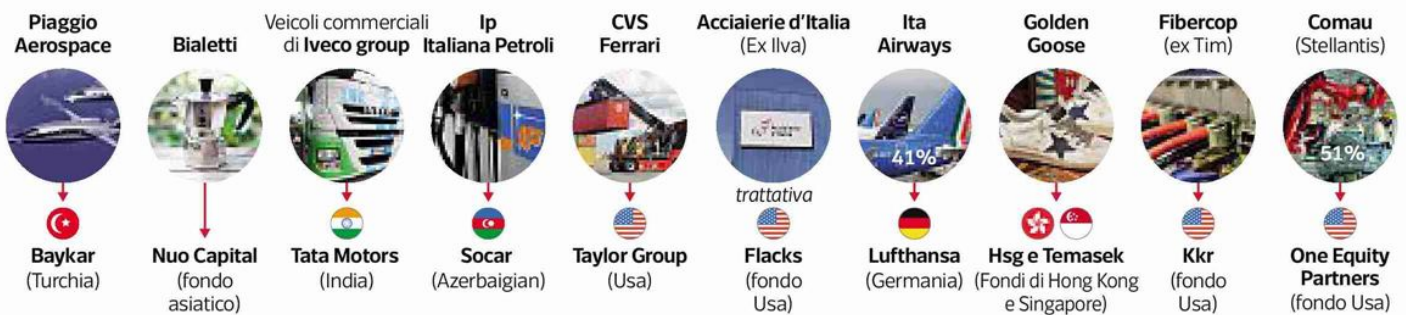 Piaggio
Aerospace
Bialetti
Veicoli commerciali
di Iveco group
Ip
Italiana Petroli
CVS
Ferrari
Acciaierie d'Italia
(Ex Ilva)
Ita
Airways
Golden
Goose
Fibercop
(ex Tim)
Comau
(Stellantis)
41%
51%
trattativa
Baykar
(Turchia)
Nuo Capital
(fondo
asiatico)
Tata Motors
(India)
Socar
(Azerbaigian)
Taylor Group
(Usa)
Flacks
(fondo
Usa)
Lufthansa
(Germania)
Hsg e Temasek
(Fondi di Hong Kong
e Singapore)
Kkr
(fondo
Usa)
One Equity
Partners
(fondo Usa)